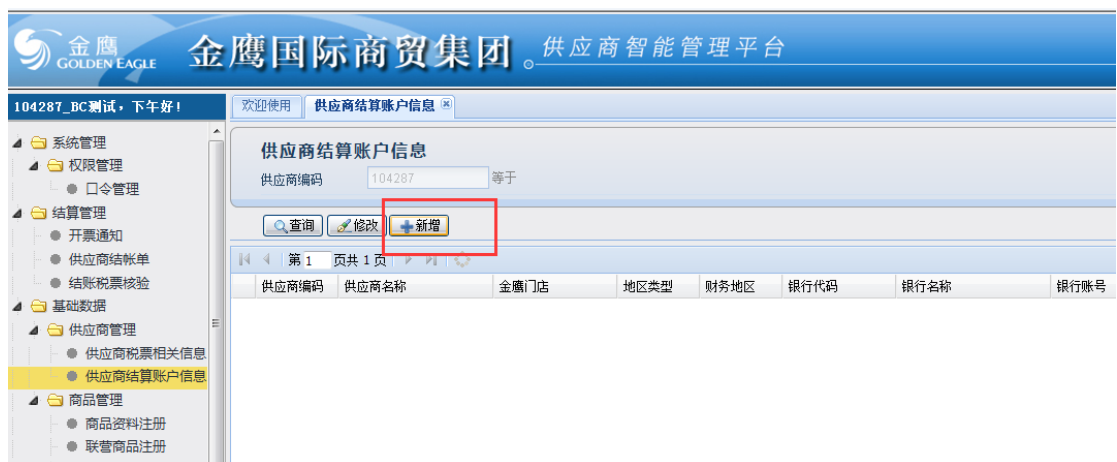 金鹰
GOLDEN EAGLE
金鹰国际商贸集团。供应商智能管理平台
104287_BC测试，下午好！
欢迎使用 供应商结算账户信息
系统管理
权限管理
口令管理
结算管理
开票通知
供应商结帐单
结账税票核验
基础数据
供应商管理
供应商税票相关信息
供应商结算账户信息
商品管理
商品资料注册
联营商品注册
供应商结算账户信息
供应商编码 104287 等于
查询 修改 新增
第 1 页共 1 页
供应商编码 供应商名称 金鹰门店 地区类型 财务地区 银行代码 银行名称 银行账号